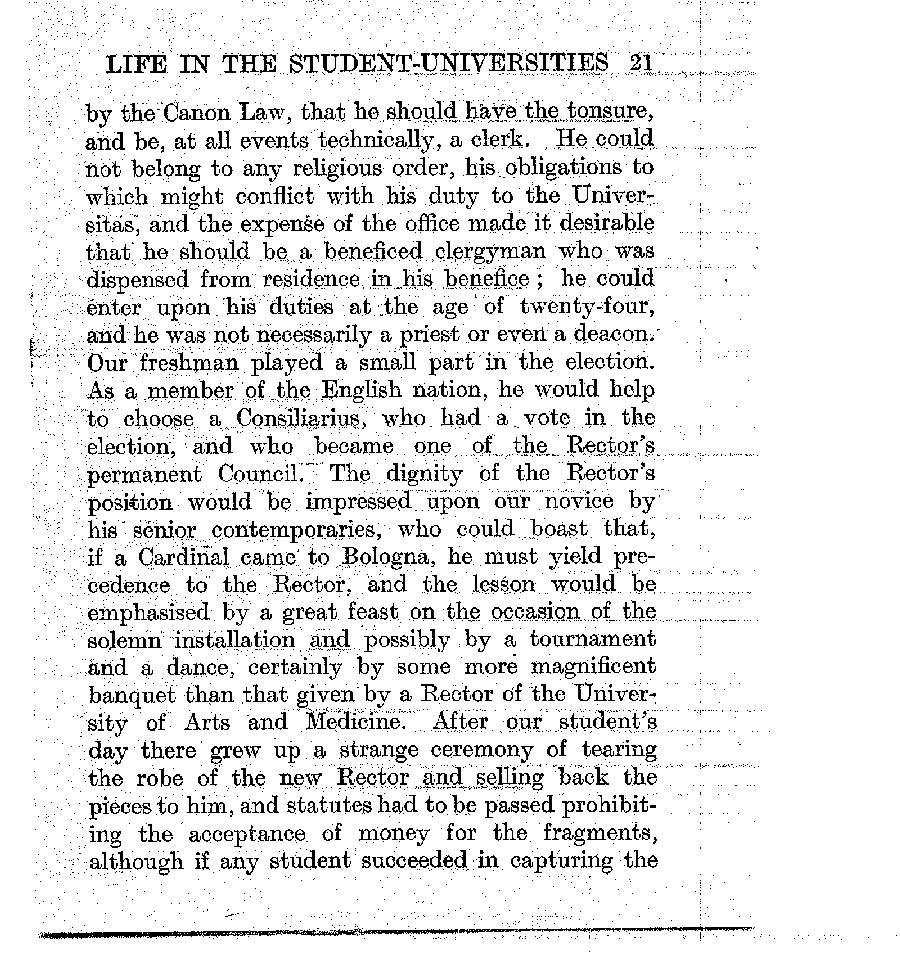 LIFE IN THE STUDENT-UNIVERSITIES 21
by the Canon Law, that he should have the tonsure,
and be, at all events technically, a clerk. He could
not belong to any religious order, his obligations to
which might conflict with his duty to the Univer-
sitas, and the expense of the office made it desirable
that he should be a beneficed clergyman who was
dispensed from residence in his benefice ; he could
enter upon his duties at the age of twenty-four,
and he was not necessarily a priest or even a deacon.
Our freshman played a small part in the election.
As a member of the English nation, he would help
to choose a Consiliarius, who had a vote in the
election, and who became one of the Rector's
permanent Council. The dignity of the Rector's
position would be impressed upon our novice by
his senior contemporaries, who could boast that,
if a Cardinal came to Bologna, he must yield pre-
cedence to the Rector, and the lesson would be
emphasised by a great feast on the occasion of the
solemn installation and possibly by a tournament
and a dance, certainly by some more magnificent
banquet than that given by a Rector of the Univer-
sity of Arts and Medicine. After our student's
day there grew up a strange ceremony of tearing
the robe of the new Rector and selling back the
pieces to him, and statutes had to be passed prohibit-
ing the acceptance of money for the fragments,
although if any student succeeded in capturing the